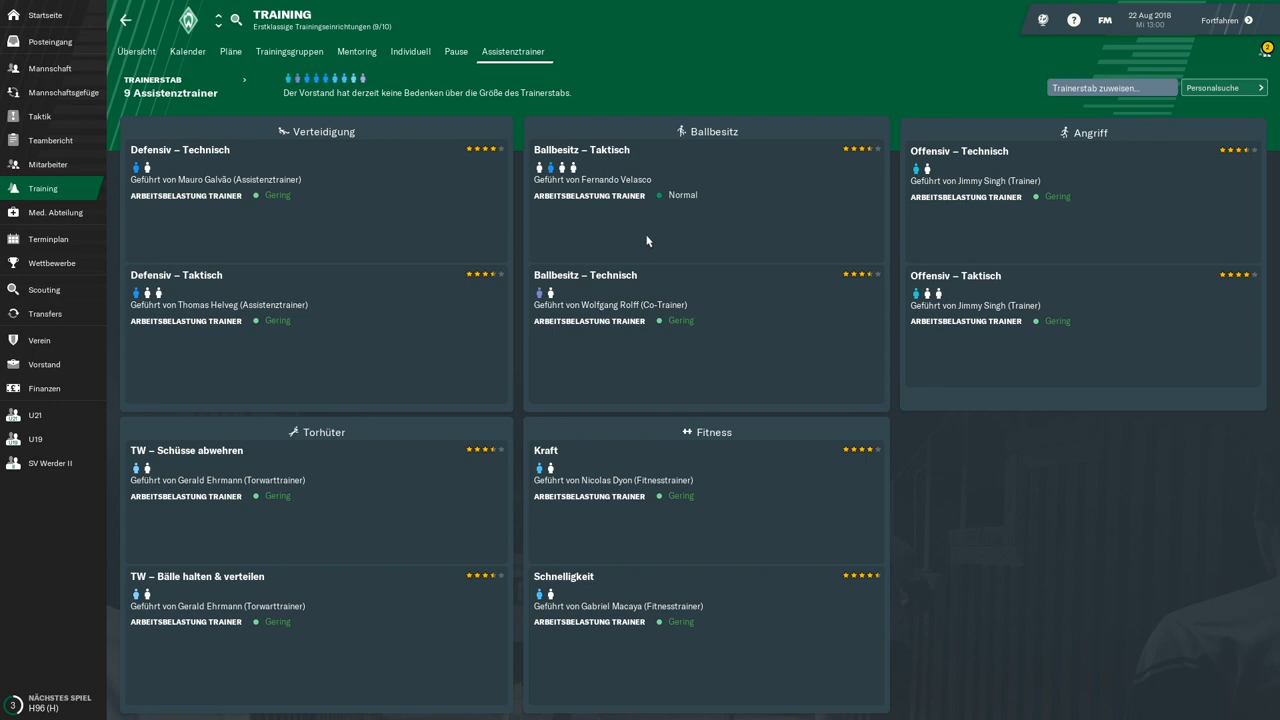 Startseite
Posteingang
Mannschaft
Mannschaftsgefüge
Taktik
Teambericht
Mitarbeiter
Training
Med. Abteilung
Terminplan
Wettbewerbe
Scouting
Transfers
Verein
Vorstand
Finanzen
U21
U19
SV Werder II
3
NÄCHSTES SPIEL
H96 (H)
TRAINING
Erstklassige Trainingseinrichtungen (9/10)
FM
22 Aug 2018
Mi 13:00
Fortfahren
2
Übersicht Kalender Pläne Trainingsgruppen Mentoring Individuell Pause Assistenztrainer
TRAINERSTAB
9 Assistenztrainer
Der Vorstand hat derzeit keine Bedenken über die Größe des Trainerstabs.
Trainerstab zuweisen...
Personalsuche
Verteidigung
Defensiv – Technisch
Geführt von Mauro Galvão (Assistenztrainer)
ARBEITSBELASTUNG TRAINER Gering
Defensiv – Taktisch
Geführt von Thomas Helveg (Assistenztrainer)
ARBEITSBELASTUNG TRAINER Gering
Ballbesitz
Ballbesitz – Taktisch
Geführt von Fernando Velasco
ARBEITSBELASTUNG TRAINER Normal
Ballbesitz – Technisch
Geführt von Wolfgang Rolff (Co-Trainer)
ARBEITSBELASTUNG TRAINER Gering
Angriff
Offensiv – Technisch
Geführt von Jimmy Singh (Trainer)
ARBEITSBELASTUNG TRAINER Gering
Offensiv – Taktisch
Geführt von Jimmy Singh (Trainer)
ARBEITSBELASTUNG TRAINER Gering
Torhüter
TW – Schüsse abwehren
Geführt von Gerald Ehrmann (Torwarttrainer)
ARBEITSBELASTUNG TRAINER Gering
TW – Bälle halten & verteilen
Geführt von Gerald Ehrmann (Torwarttrainer)
ARBEITSBELASTUNG TRAINER Gering
Fitness
Kraft
Geführt von Nicolas Dyon (Fitnesstrainer)
ARBEITSBELASTUNG TRAINER Gering
Schnelligkeit
Geführt von Gabriel Macaya (Fitnesstrainer)
ARBEITSBELASTUNG TRAINER Gering